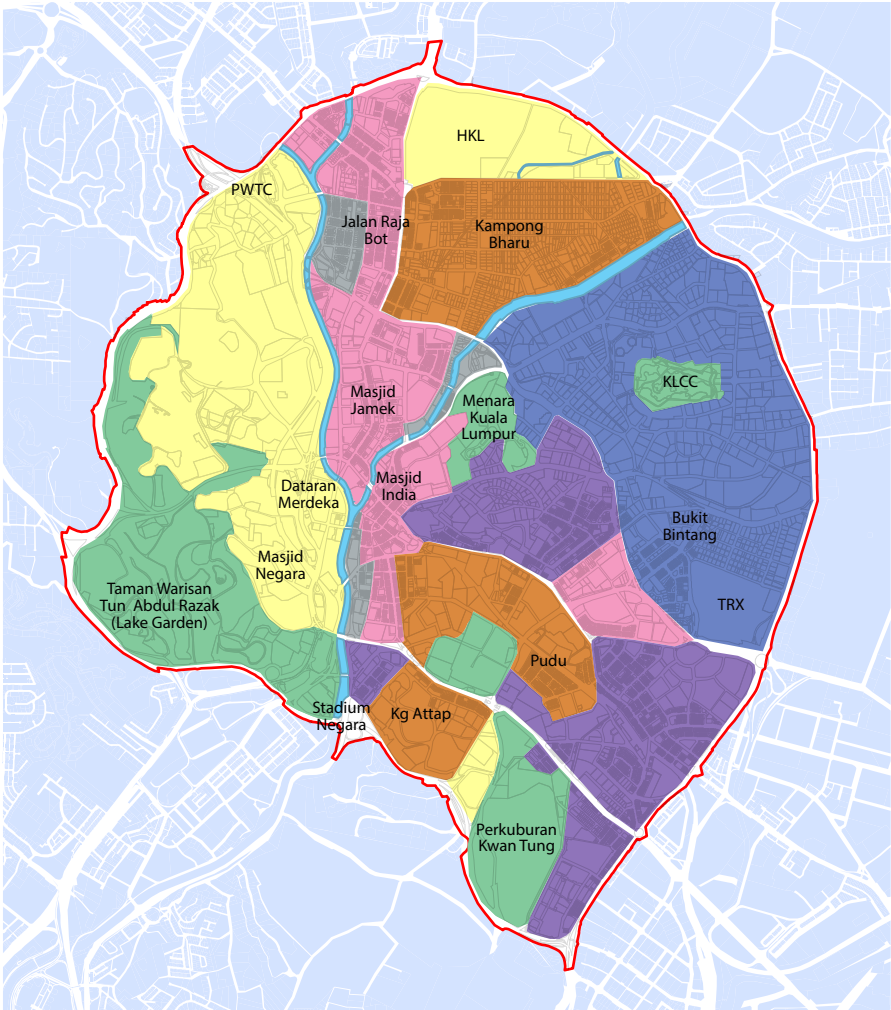 HKL
PWTC
Jalan Raja
Bot
Kampong
Bharu
KLCC
Masjid
Jamek
Menara
Kuala
Lumpur
Masjid
India
Dataran
Merdeka
Bukit
Bintang
Masjid
Negara
Taman Warisan
Tun Abdul Razak
(Lake Garden)
TRX
Pudu
Stadium
Negara
Kg Attap
Perkuburan
Kwan Tung